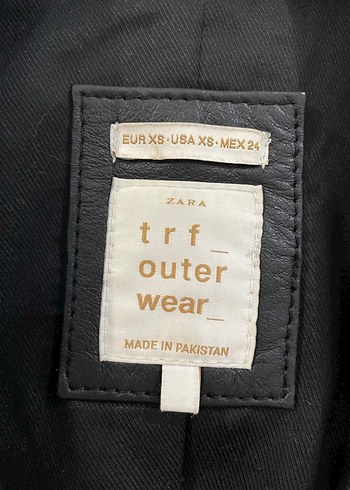 EUR XS·USA XS·MEX 24
ZARA
trf_
outer
wear_
MADE IN PAKISTAN